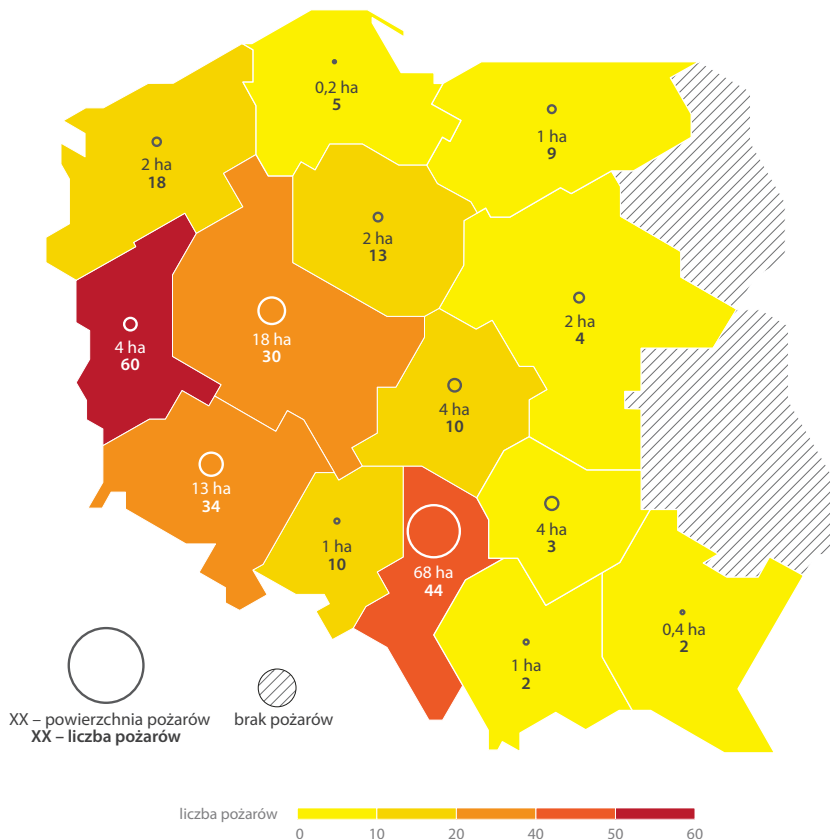 0,2 ha
5
1 ha
9
2 ha
18
2 ha
13
2 ha
4
18 ha
30
4 ha
60
4 ha
10
13 ha
34
4 ha
3
1 ha
10
68 ha
44
0,4 ha
2
1 ha
2
XX – powierzchnia pożarów
XX – liczba pożarów
brak pożarów
liczba pożarów
0 10 20 40 50 60